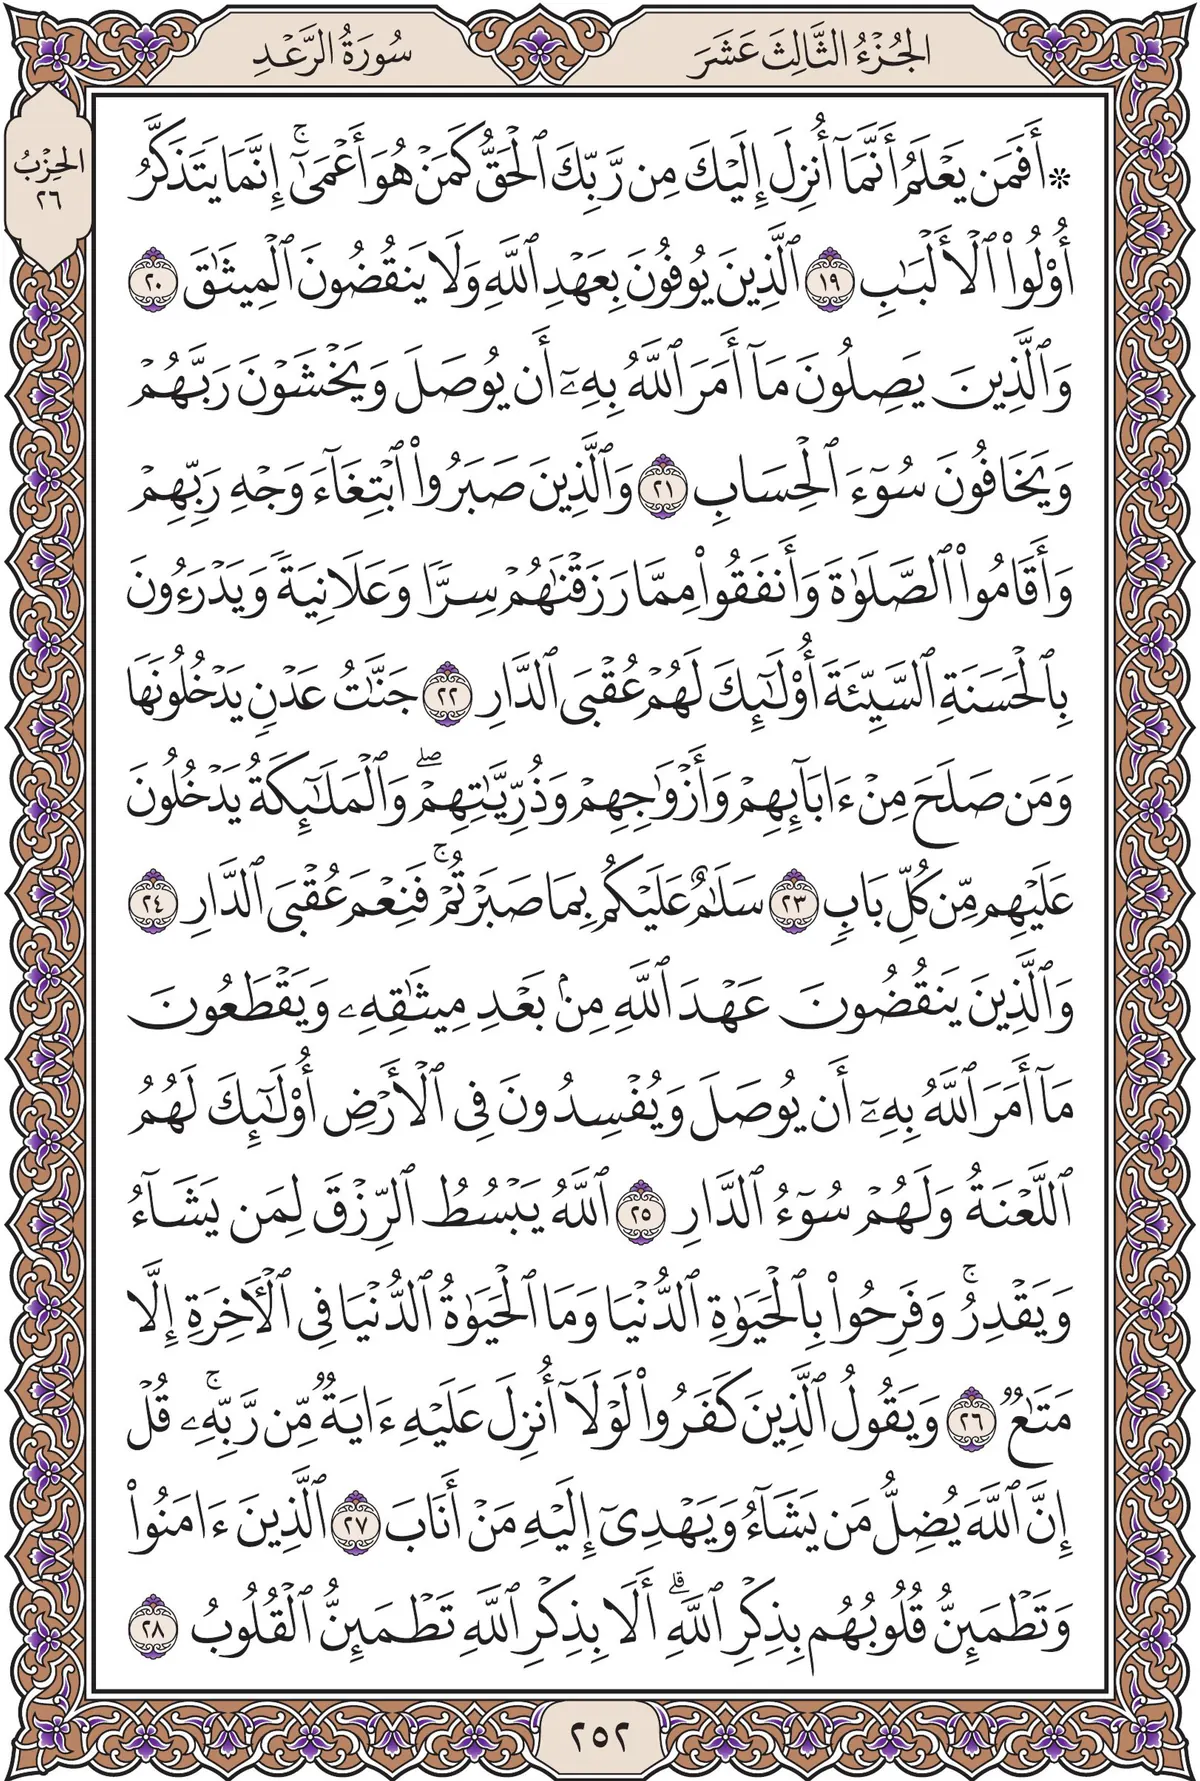 الجُزْءُ الثَّالِثَ عَشَرَ
سُورَةُ الرَّعْدِ
الحِزْبُ
٢٦
۞ أَفَمَن يَعْلَمُ أَنَّمَآ أُنزِلَ إِلَيْكَ مِن رَّبِّكَ ٱلْحَقُّ كَمَنْ هُوَ أَعْمَىٰٓۚ إِنَّمَا يَتَذَكَّرُ
أُوْلُواْ ٱلْأَلْبَٰبِ ١٩ ٱلَّذِينَ يُوفُونَ بِعَهْدِ ٱللَّهِ وَلَا يَنقُضُونَ ٱلْمِيثَٰقَ ٢٠
وَٱلَّذِينَ يَصِلُونَ مَآ أَمَرَ ٱللَّهُ بِهِۦٓ أَن يُوصَلَ وَيَخْشَوْنَ رَبَّهُمْ
وَيَخَافُونَ سُوٓءَ ٱلْحِسَابِ ٢١ وَٱلَّذِينَ صَبَرُواْ ٱبْتِغَآءَ وَجْهِ رَبِّهِمْ
وَأَقَامُواْ ٱلصَّلَوٰةَ وَأَنفَقُواْ مِمَّا رَزَقْنَٰهُمْ سِرًّا وَعَلَانِيَةً وَيَدْرَءُونَ
بِٱلْحَسَنَةِ ٱلسَّيِّئَةَ أُوْلَٰٓئِكَ لَهُمْ عُقْبَى ٱلدَّارِ ٢٢ جَنَّٰتُ عَدْنٍ يَدْخُلُونَهَا
وَمَن صَلَحَ مِنْ ءَابَآئِهِمْ وَأَزْوَٰجِهِمْ وَذُرِّيَّٰتِهِمْۖ وَٱلْمَلَٰٓئِكَةُ يَدْخُلُونَ
عَلَيْهِم مِّن كُلِّ بَابٍ ٢٣ سَلَٰمٌ عَلَيْكُم بِمَا صَبَرْتُمْۚ فَنِعْمَ عُقْبَى ٱلدَّارِ ٢٤
وَٱلَّذِينَ يَنقُضُونَ عَهْدَ ٱللَّهِ مِنۢ بَعْدِ مِيثَٰقِهِۦ وَيَقْطَعُونَ
مَآ أَمَرَ ٱللَّهُ بِهِۦٓ أَن يُوصَلَ وَيُفْسِدُونَ فِى ٱلْأَرْضِ أُوْلَٰٓئِكَ لَهُمُ
ٱللَّعْنَةُ وَلَهُمْ سُوٓءُ ٱلدَّارِ ٢٥ ٱللَّهُ يَبْسُطُ ٱلرِّزْقَ لِمَن يَشَآءُ
وَيَقْدِرُۚ وَفَرِحُواْ بِٱلْحَيَوٰةِ ٱلدُّنْيَا وَمَا ٱلْحَيَوٰةُ ٱلدُّنْيَا فِى ٱلْأٓخِرَةِ إِلَّا
مَتَٰعٌ ٢٦ وَيَقُولُ ٱلَّذِينَ كَفَرُواْ لَوْلَآ أُنزِلَ عَلَيْهِ ءَايَةٌ مِّن رَّبِّهِۦۚ قُلْ
إِنَّ ٱللَّهَ يُضِلُّ مَن يَشَآءُ وَيَهْدِىٓ إِلَيْهِ مَنْ أَنَابَ ٢٧ ٱلَّذِينَ ءَامَنُواْ
وَتَطْمَئِنُّ قُلُوبُهُم بِذِكْرِ ٱللَّهِۗ أَلَا بِذِكْرِ ٱللَّهِ تَطْمَئِنُّ ٱلْقُلُوبُ ٢٨
٢٥٢